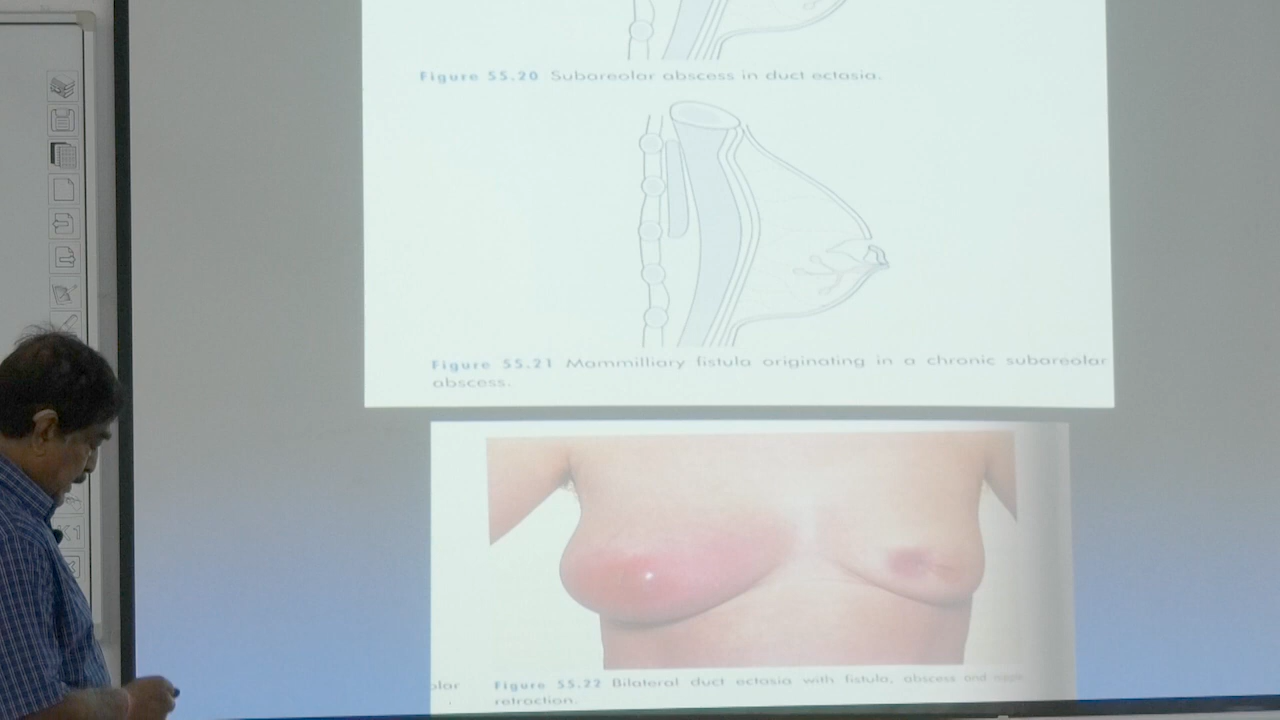 Figure 55.20 Subareolar abscess in duct ectasia.
Figure 55.21 Mammilliary fistula originating in a chronic subareolar
abscess.
olar
Figure 55.22 Bilateral duct ectasia with fistula, abscess and nipple
retraction.